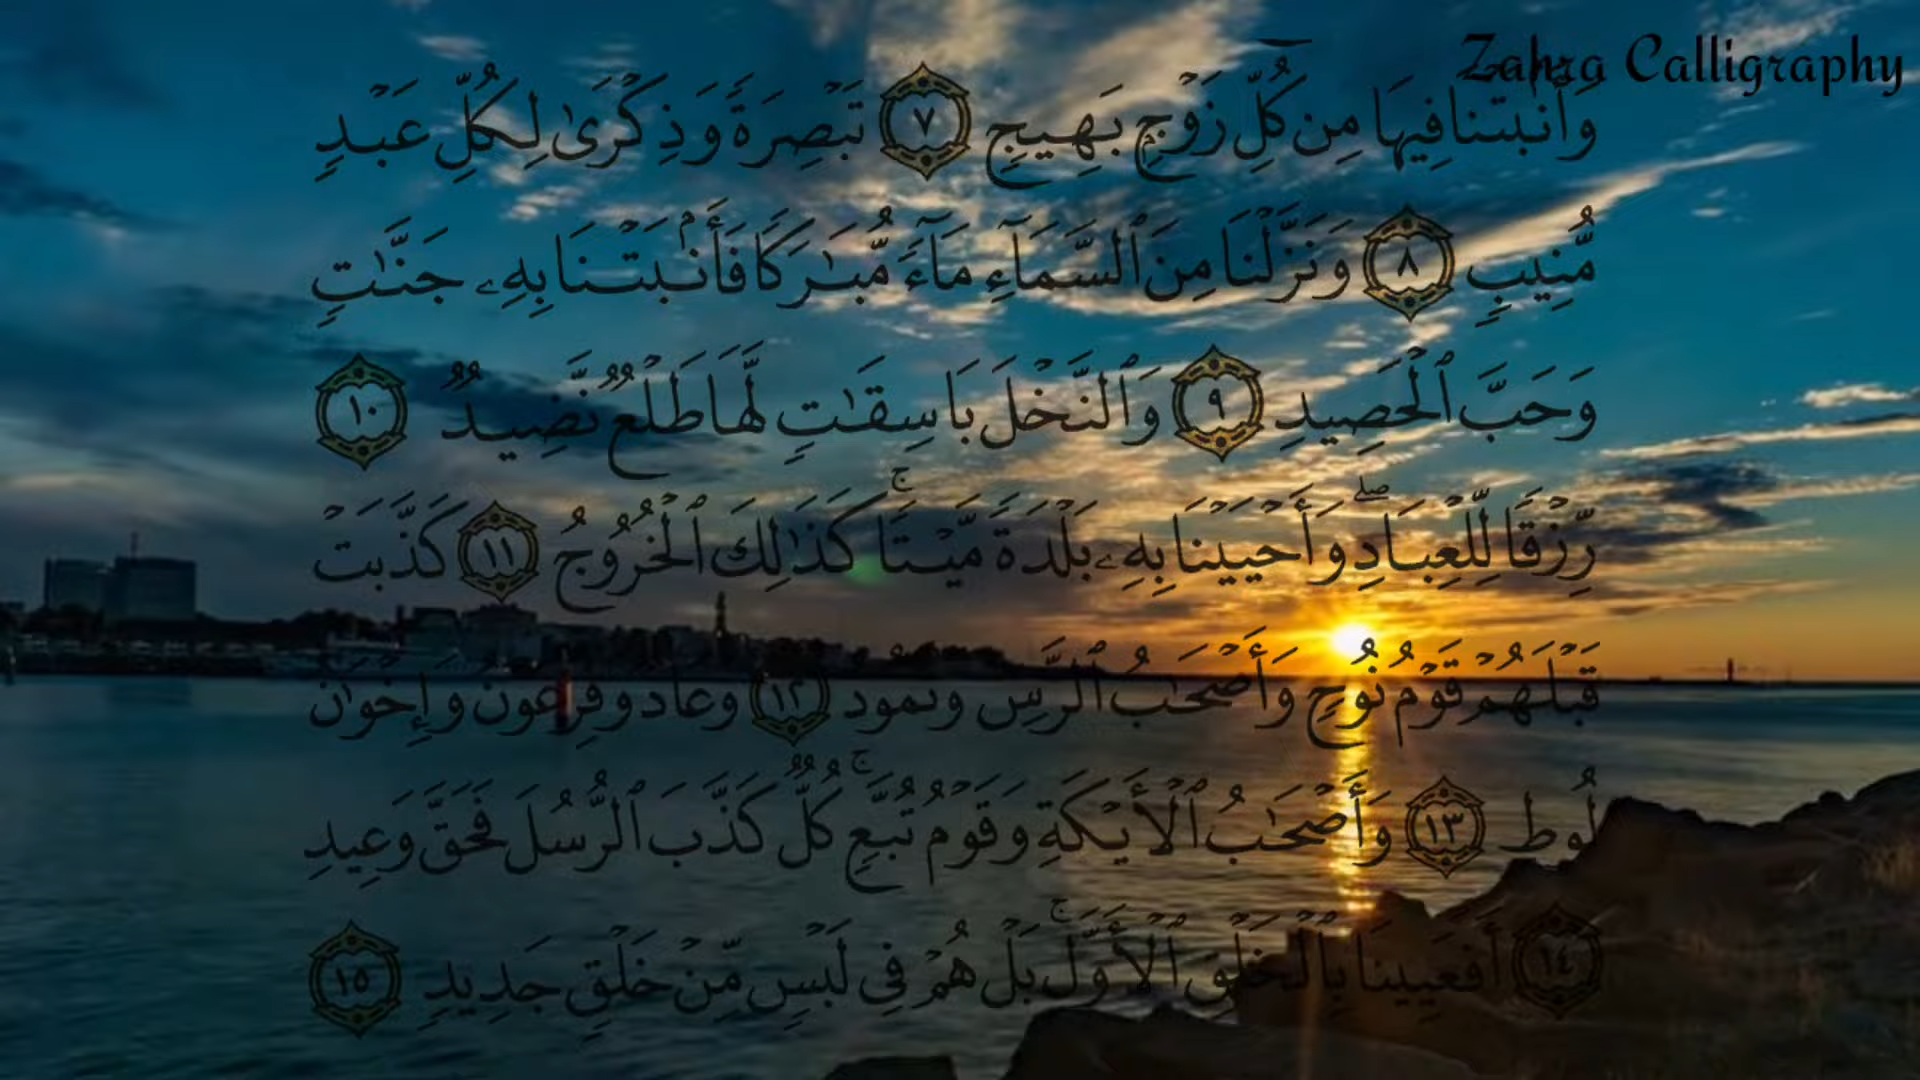 Zahra Calligraphy
وَأَنۢبَتۡنَا فِيهَا مِن كُلِّ زَوۡجِۭ بَهِيجٖ ٧ تَبۡصِرَةٗ وَذِكۡرَىٰ لِكُلِّ عَبۡدٖ
مُّنِيبٖ ٨ وَنَزَّلۡنَا مِنَ ٱلسَّمَآءِ مَآءٗ مُّبَٰرَكٗا فَأَنۢبَتۡنَا بِهِۦ جَنَّٰتٖ
وَحَبَّ ٱلۡحَصِيدِ ٩ وَٱلنَّخۡلَ بَاسِقَٰتٖ لَّهَا طَلۡعٞ نَّضِيدٞ ١٠
رِّزۡقٗا لِّلۡعِبَادِۖ وَأَحۡيَيۡنَا بِهِۦ بَلۡدَةٗ مَّيۡتٗاۚ كَذَٰلِكَ ٱلۡخُرُوجُ ١١ كَذَّبَتۡ
قَبۡلَهُمۡ قَوۡمُ نُوحٖ وَأَصۡحَٰبُ ٱلرَّسِّ وَثَمُودُ ١٢ وَعَادٞ وَفِرۡعَوۡنُ وَإِخۡوَٰنُ
لُوطٖ ١٣ وَأَصۡحَٰبُ ٱلۡأَيۡكَةِ وَقَوۡمُ تُبَّعٖۚ كُلّٞ كَذَّبَ ٱلرُّسُلَ فَحَقَّ وَعِيدِ
١٤ أَفَعَيِينَا بِٱلۡخَلۡقِ ٱلۡأَوَّلِۚ بَلۡ هُمۡ فِي لَبۡسٖ مِّنۡ خَلۡقٖ جَدِيدٖ ١٥